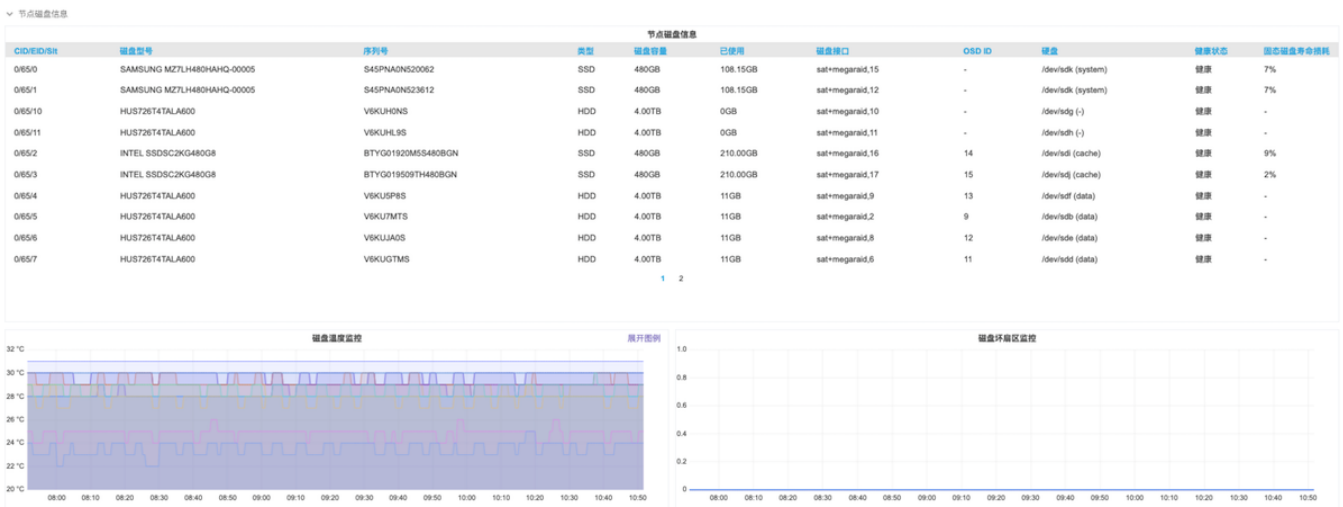 节点磁盘信息
节点磁盘信息
CID/EID/Slt 磁盘型号 序列号 类型 磁盘容量 已使用 磁盘接口 OSD ID 硬盘 健康状态 固态磁盘寿命损耗
0/65/0 SAMSUNG MZ7LH480HAHQ-00005 S45PNA0N520062 SSD 480GB 108.15GB sat+megaraid,15 - /dev/sdk (system) 健康 7%
0/65/1 SAMSUNG MZ7LH480HAHQ-00005 S45PNA0N523612 SSD 480GB 108.15GB sat+megaraid,12 - /dev/sdk (system) 健康 7%
0/65/10 HUS726T4TALA600 V6KUH0NS HDD 4.00TB 0GB sat+megaraid,10 - /dev/sdg (-) 健康 -
0/65/11 HUS726T4TALA600 V6KUHL9S HDD 4.00TB 0GB sat+megaraid,11 - /dev/sdh (-) 健康 -
0/65/2 INTEL SSDSC2KG480G8 BTYG01920M5S480BGN SSD 480GB 210.00GB sat+megaraid,16 14 /dev/sdi (cache) 健康 9%
0/65/3 INTEL SSDSC2KG480G8 BTYG019509TH480BGN SSD 480GB 210.00GB sat+megaraid,17 15 /dev/sdj (cache) 健康 2%
0/65/4 HUS726T4TALA600 V6KU5P8S HDD 4.00TB 11GB sat+megaraid,9 13 /dev/sdf (data) 健康 -
0/65/5 HUS726T4TALA600 V6KU7MTS HDD 4.00TB 11GB sat+megaraid,2 9 /dev/sdb (data) 健康 -
0/65/6 HUS726T4TALA600 V6KUJA0S HDD 4.00TB 11GB sat+megaraid,8 12 /dev/sde (data) 健康 -
0/65/7 HUS726T4TALA600 V6KUGTMS HDD 4.00TB 11GB sat+megaraid,6 11 /dev/sdd (data) 健康 -
1 2
磁盘温度监控 展开图例
32 °C
30 °C
28 °C
26 °C
24 °C
22 °C
20 °C
08:00 08:10 08:20 08:30 08:40 08:50 09:00 09:10 09:20 09:30 09:40 09:50 10:00 10:10 10:20 10:30 10:40 10:50
磁盘坏扇区监控
1.0
0.8
0.6
0.4
0.2
0
08:00 08:10 08:20 08:30 08:40 08:50 09:00 09:10 09:20 09:30 09:40 09:50 10:00 10:10 10:20 10:30 10:40 10:50